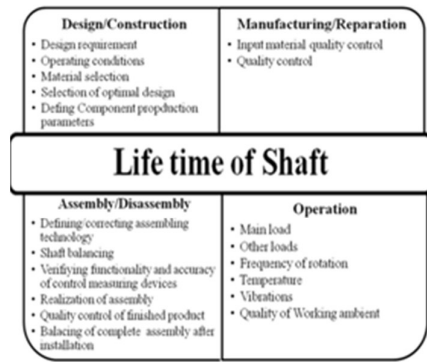 Design/Construction
• Design requirement
• Operating conditions
• Material selection
• Selection of optimal design
• Defining Component propduction
parameters
Manufacturing/Reparation
• Input material quality control
• Quality control
Life time of Shaft
Assembly/Disassembly
• Defining/correcting assembling
technology
• Shaft balancing
• Verifiying functionality and accuracy
of control measuring devices
• Realization of assembly
• Quality control of finished product
• Balacing of complete assembly after
installation
Operation
• Main load
• Other loads
• Frequency of rotation
• Temperature
• Vibrations
• Quality of Working ambient